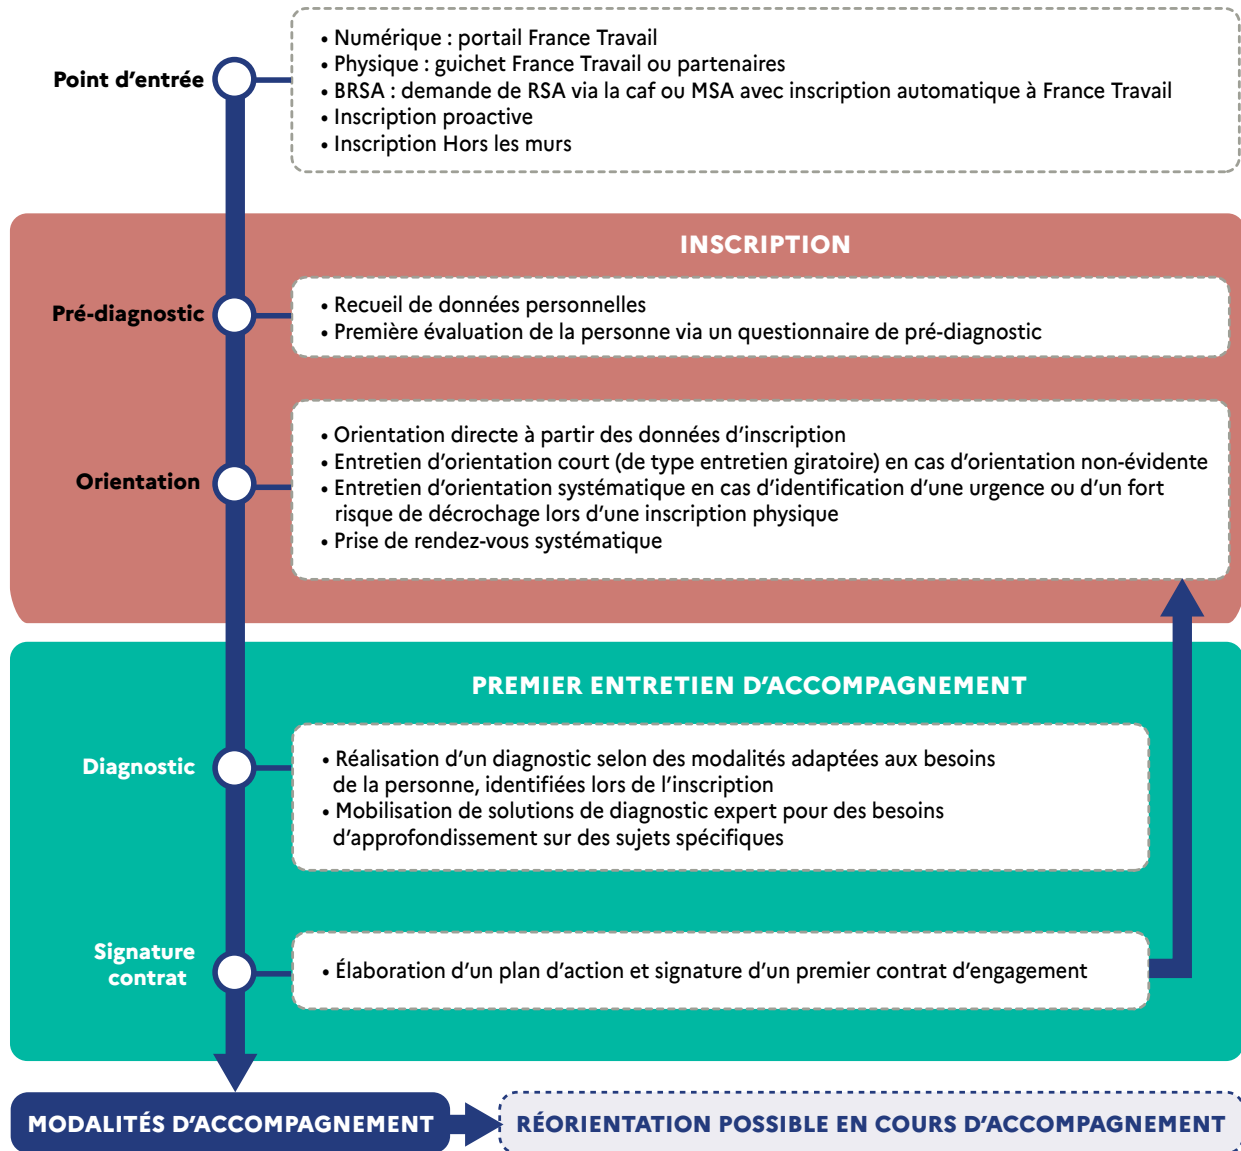 Point d’entrée
• Numérique : portail France Travail
• Physique : guichet France Travail ou partenaires
• BRSA : demande de RSA via la caf ou MSA avec inscription automatique à France Travail
• Inscription proactive
• Inscription Hors les murs
INSCRIPTION
Pré-diagnostic
• Recueil de données personnelles
• Première évaluation de la personne via un questionnaire de pré-diagnostic
Orientation
• Orientation directe à partir des données d’inscription
• Entretien d’orientation court (de type entretien giratoire) en cas d’orientation non-évidente
• Entretien d’orientation systématique en cas d’identification d’une urgence ou d’un fort
risque de décrochage lors d’une inscription physique
• Prise de rendez-vous systématique
PREMIER ENTRETIEN D’ACCOMPAGNEMENT
Diagnostic
• Réalisation d’un diagnostic selon des modalités adaptées aux besoins
de la personne, identifiées lors de l’inscription
• Mobilisation de solutions de diagnostic expert pour des besoins
d’approfondissement sur des sujets spécifiques
Signature
contrat
• Élaboration d’un plan d’action et signature d’un premier contrat d’engagement
MODALITÉS D’ACCOMPAGNEMENT
RÉORIENTATION POSSIBLE EN COURS D’ACCOMPAGNEMENT